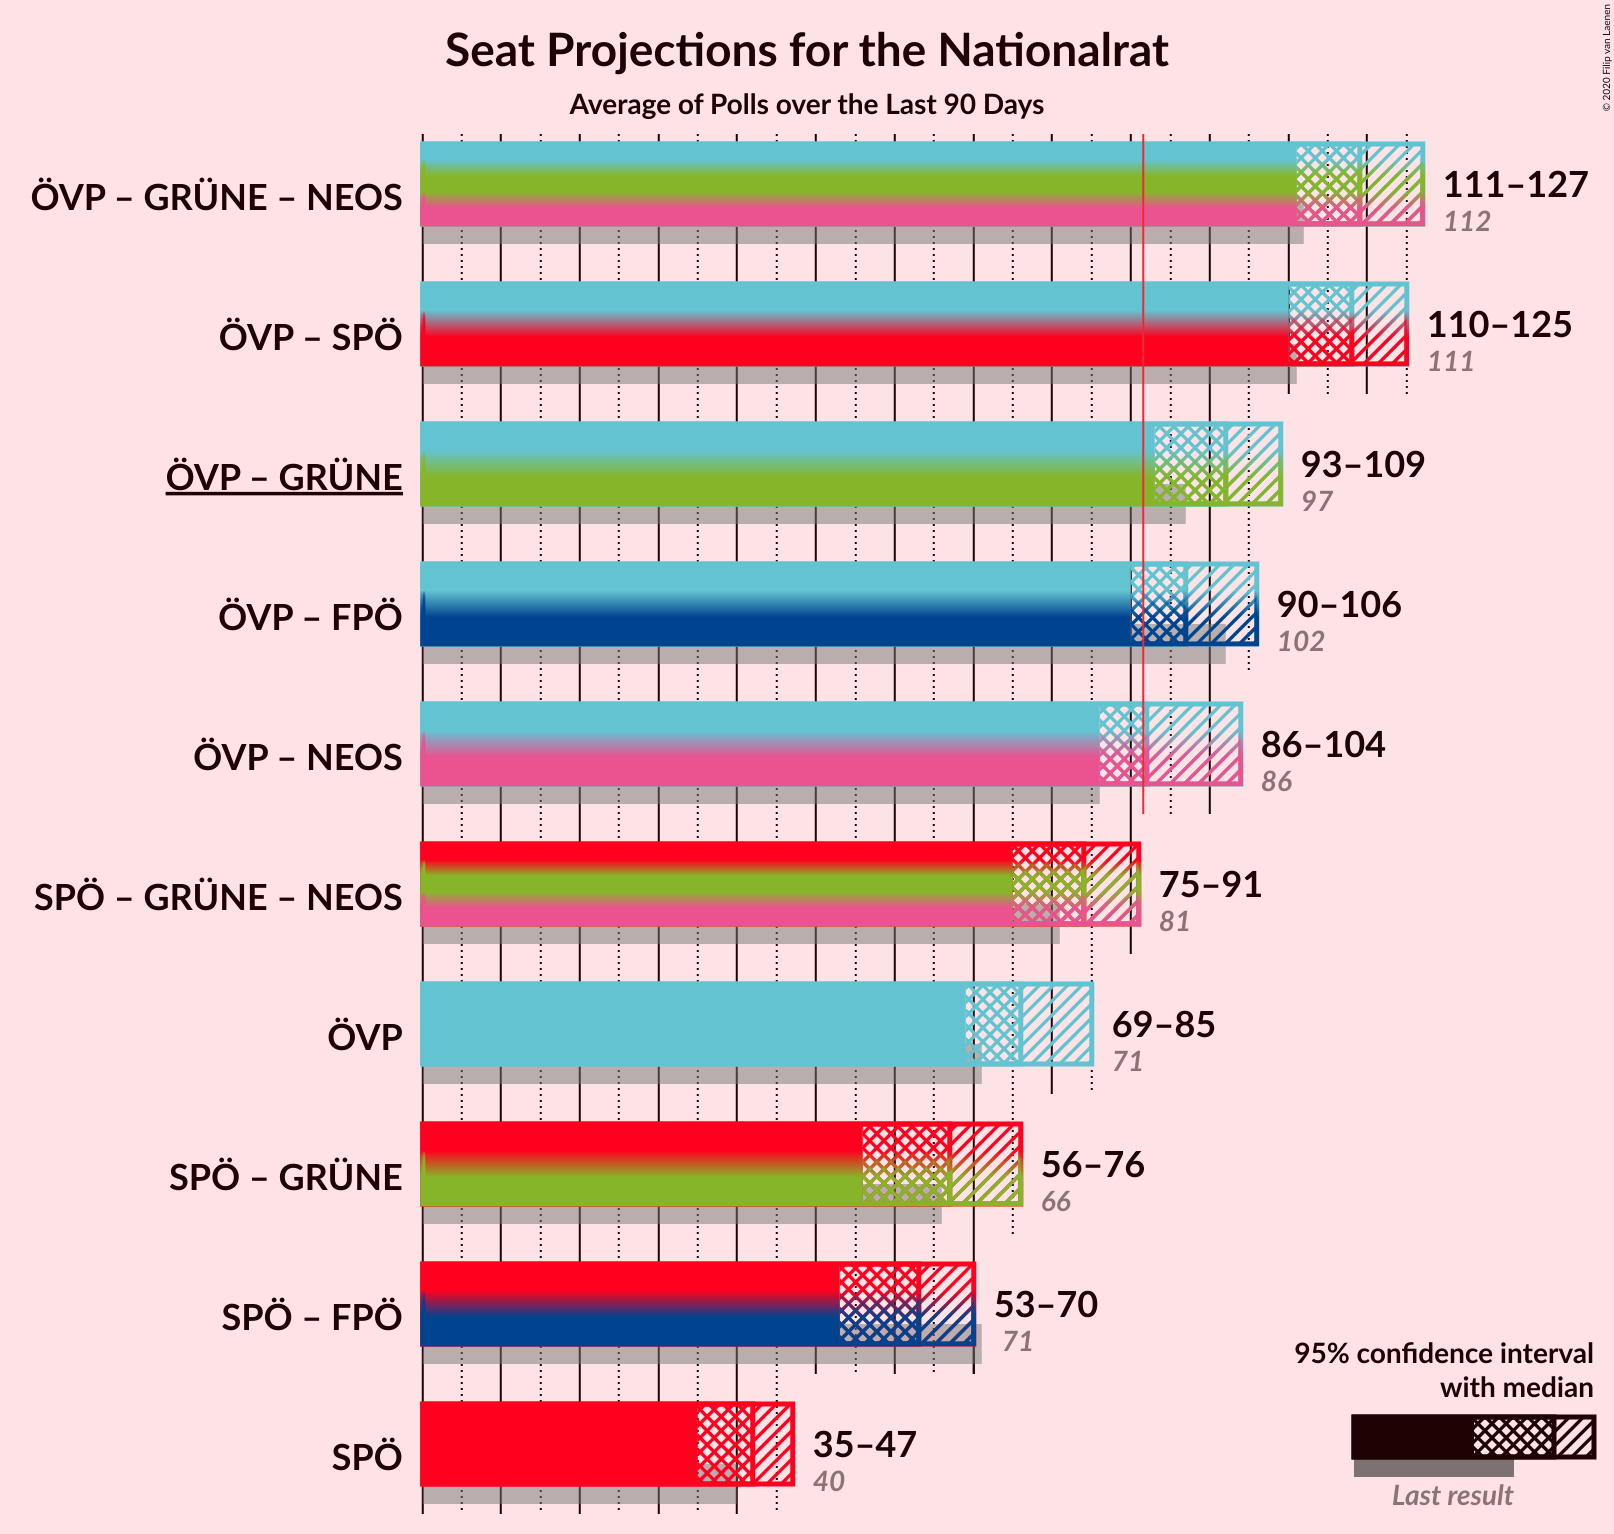 Seat Projections for the Nationalrat
Average of Polls over the Last 90 Days
© 2020 Filip van Laenen
ÖVP – GRÜNE – NEOS
111–127
112
ÖVP – SPÖ
110–125
111
ÖVP – GRÜNE
93–109
97
ÖVP – FPÖ
90–106
102
ÖVP – NEOS
86–104
86
SPÖ – GRÜNE – NEOS
75–91
81
ÖVP
69–85
71
SPÖ – GRÜNE
56–76
66
SPÖ – FPÖ
53–70
71
SPÖ
35–47
40
95% confidence interval
with median
Last result